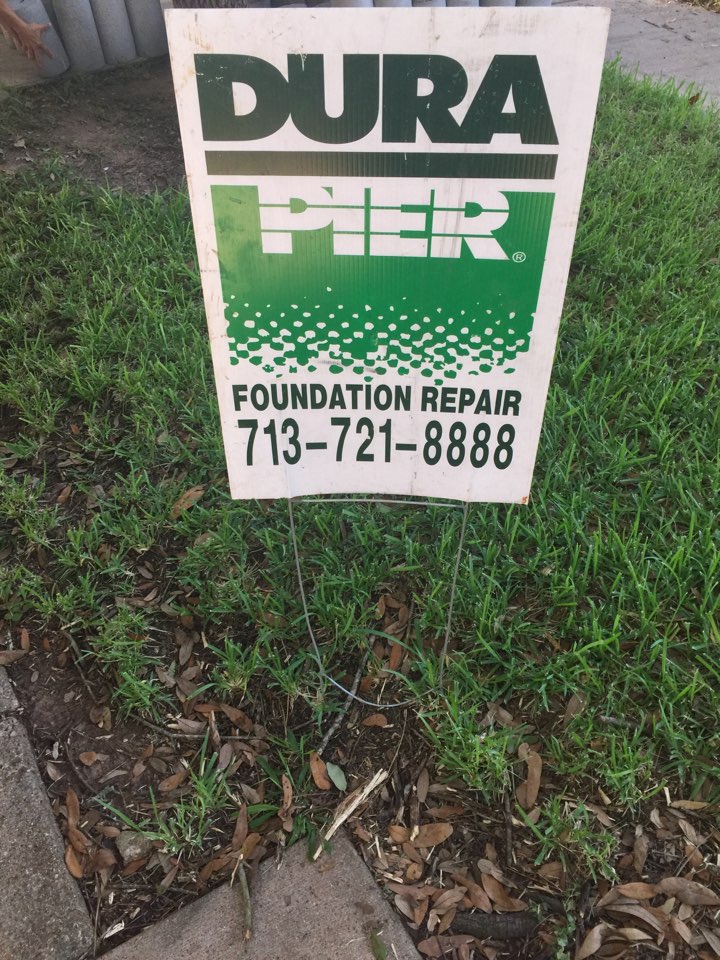 DURA
PIER®
FOUNDATION REPAIR
713-721-8888